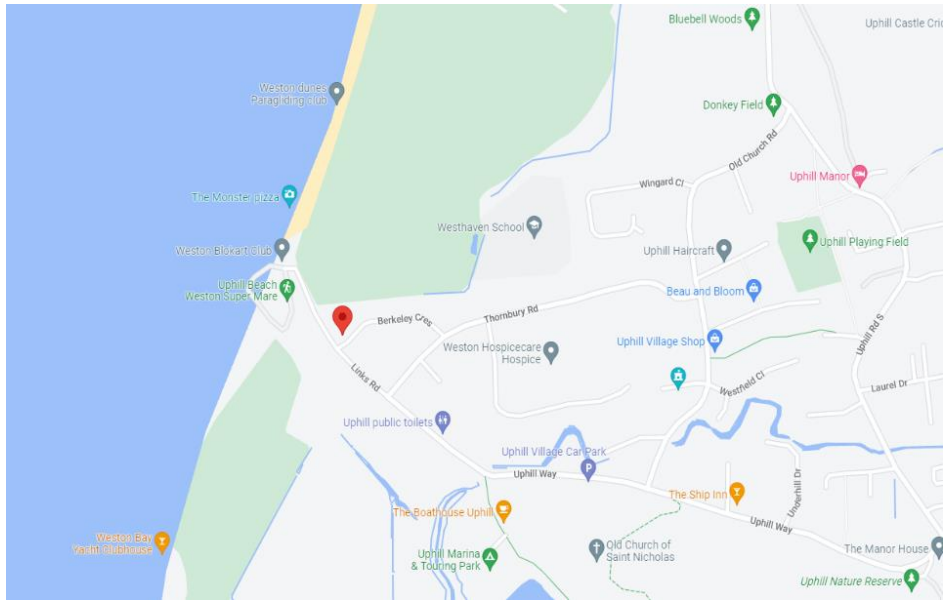 Bluebell Woods
Uphill Castle Cric
Weston dunes
Paragliding club
Donkey Field
Old Church Rd
Wingard Cl
Uphill Manor
The Monster pizza
Westhaven School
Weston Blokart Club
Uphill Haircraft
Uphill Playing Field
Uphill Beach
Weston Super Mare
Beau and Bloom
Berkeley Cres
Thornbury Rd
Uphill Rd S
Weston Hospicecare
Hospice
Uphill Village Shop
Links Rd
Westfield Cl
Laurel Dr
Uphill public toilets
Uphill Village Car Park
P
Uphill Way
Underhill Dr
The Ship Inn
The Boathouse Uphill
Uphill Way
Weston Bay
Yacht Clubhouse
Old Church of
Saint Nicholas
The Manor House
Uphill Marina
& Touring Park
Uphill Nature Reserve